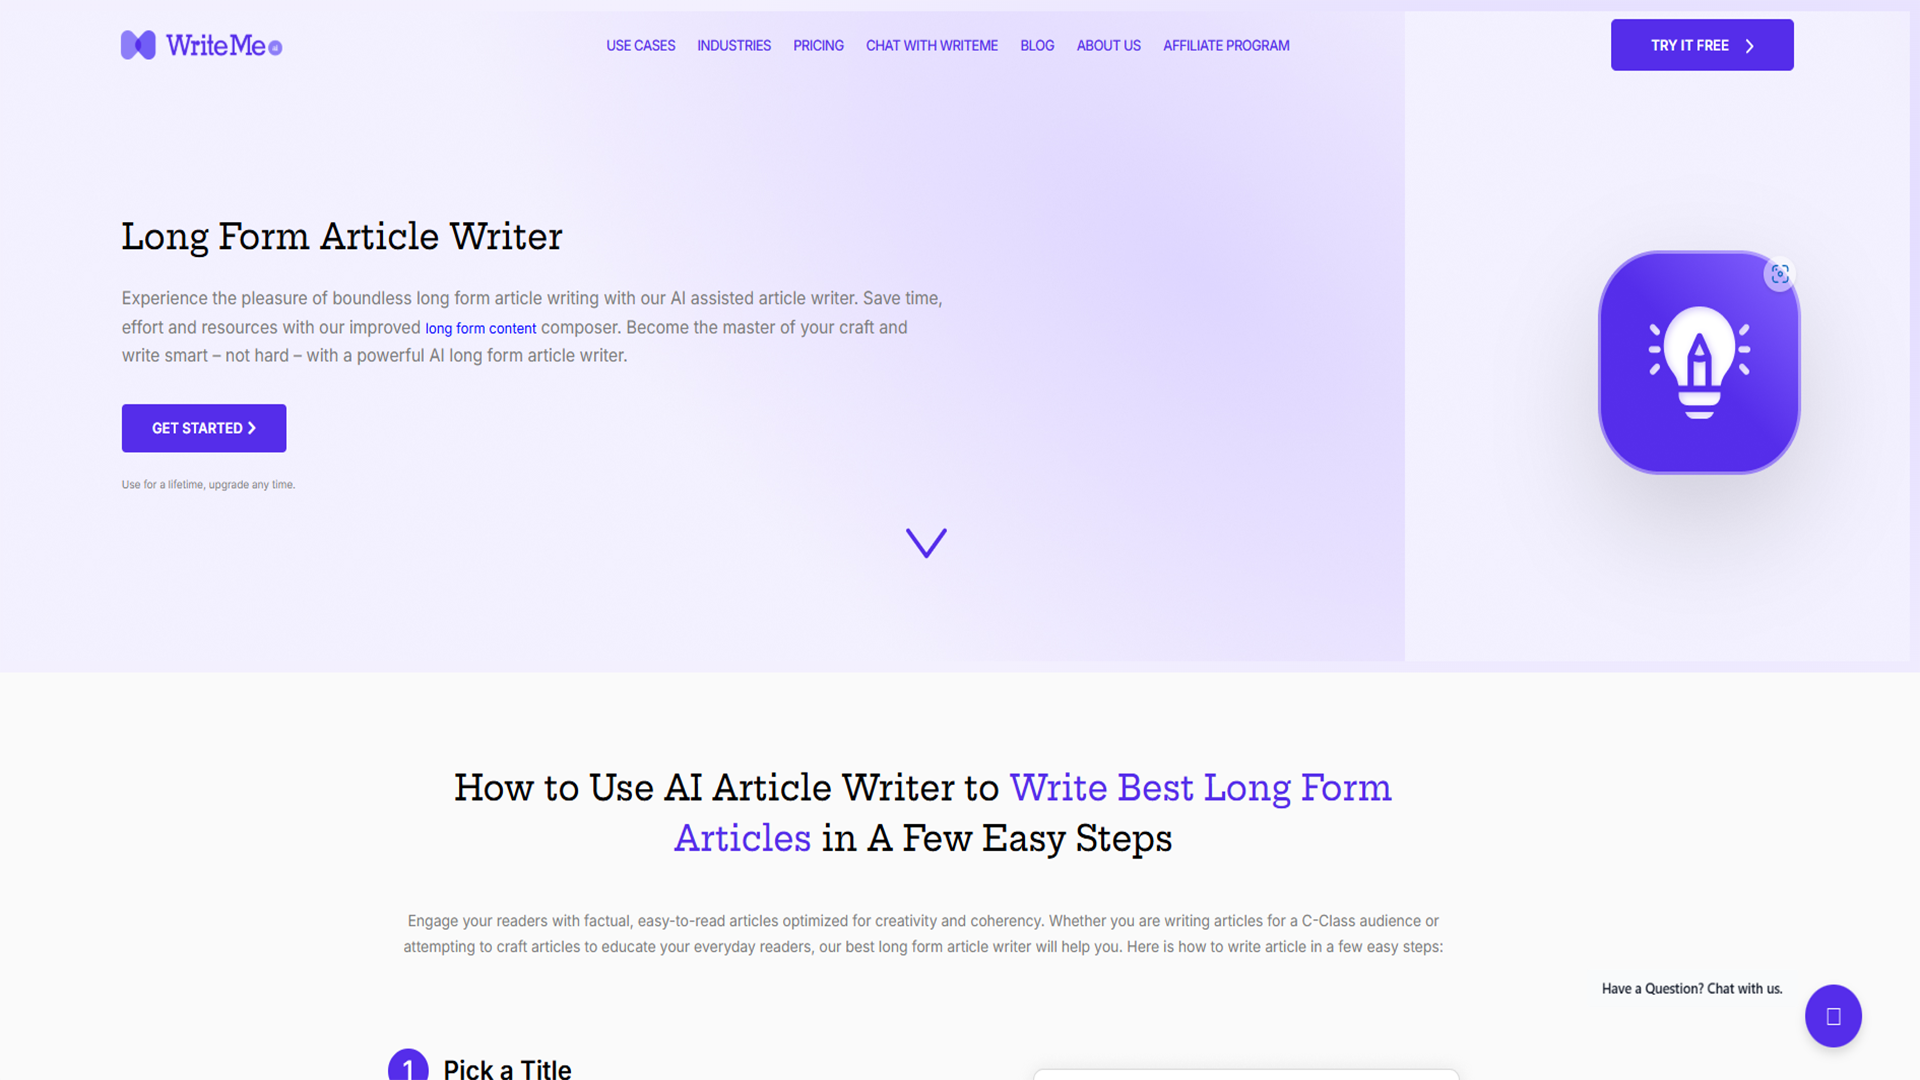 WriteMe ai
USE CASES INDUSTRIES PRICING CHAT WITH WRITEME BLOG ABOUT US AFFILIATE PROGRAM
TRY IT FREE
Long Form Article Writer
Experience the pleasure of boundless long form article writing with our AI assisted article writer. Save time,
effort and resources with our improved long form content composer. Become the master of your craft and
write smart – not hard – with a powerful AI long form article writer.
GET STARTED
Use for a lifetime, upgrade any time.
How to Use AI Article Writer to Write Best Long Form
Articles in A Few Easy Steps
Engage your readers with factual, easy-to-read articles optimized for creativity and coherency. Whether you are writing articles for a C-Class audience or
attempting to craft articles to educate your everyday readers, our best long form article writer will help you. Here is how to write article in a few easy steps:
Have a Question? Chat with us.
1 Pick a Title